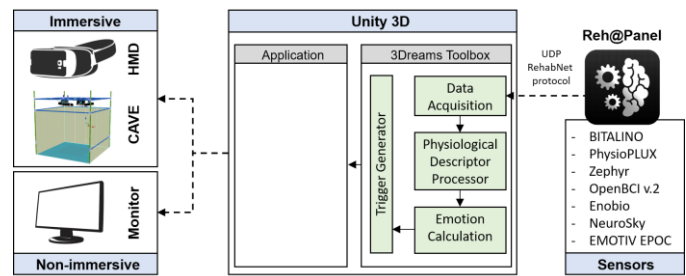 Immersive
HMD
CAVE
Monitor
Non-immersive
Unity 3D
Application
3Dreams Toolbox
Trigger Generator
Data
Acquisition
Physiological
Descriptor
Processor
Emotion
Calculation
UDP
RehabNet
protocol
Reh@Panel
- BITALINO
- PhysioPLUX
- Zephyr
- OpenBCI v.2
- Enobio
- NeuroSky
- EMOTIV EPOC
Sensors